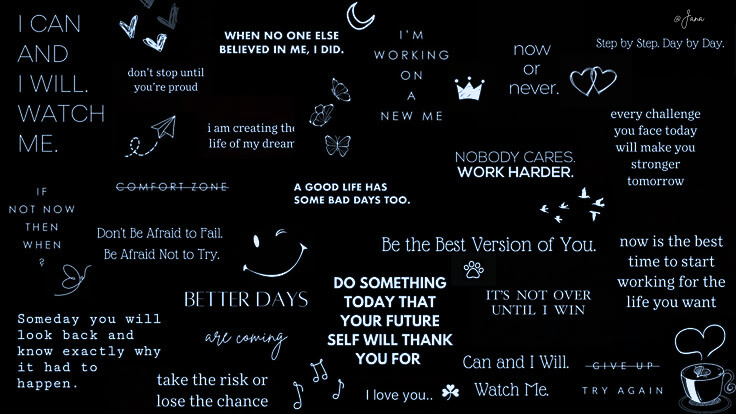 I CAN
AND
I WILL.
WATCH
ME.
don't stop until
you're proud
WHEN NO ONE ELSE
BELIEVED IN ME, I DID.
I'M
WORKING
ON
A
NEW ME
now
or
never.
@Jana
Step by Step. Day by Day.
i am creating the
life of my dream
every challenge
you face today
will make you
stronger
tomorrow
NOBODY CARES.
WORK HARDER.
IF
NOT NOW
THEN
WHEN
?
COMFORT ZONE
A GOOD LIFE HAS
SOME BAD DAYS TOO.
Don't Be Afraid to Fail.
Be Afraid Not to Try.
Be the Best Version of You.
now is the best
time to start
working for the
life you want
BETTER DAYS
are coming
DO SOMETHING
TODAY THAT
YOUR FUTURE
SELF WILL THANK
YOU FOR
IT'S NOT OVER
UNTIL I WIN
Someday you will
look back and
know exactly why
it had to
happen.
take the risk or
lose the chance
I love you..
Can and I Will.
Watch Me.
GIVE UP
TRY AGAIN